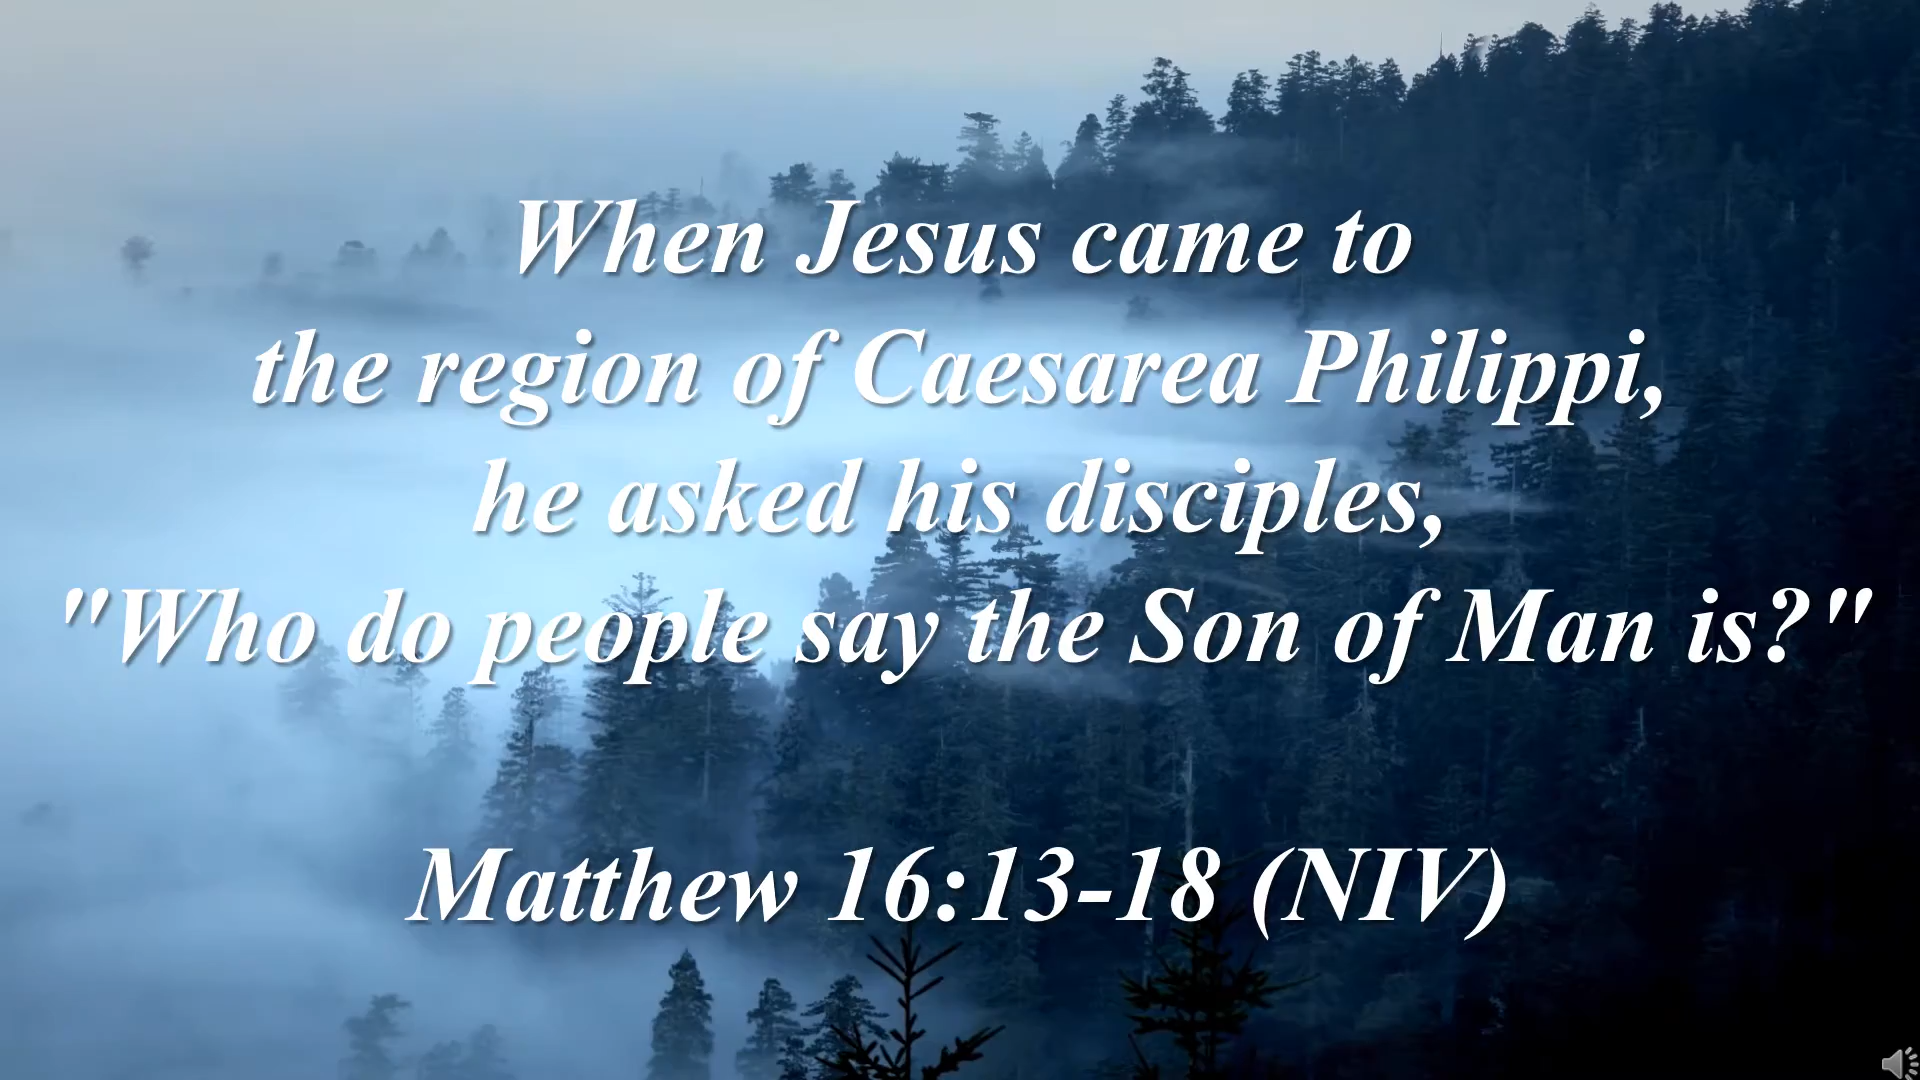 When Jesus came to
the region of Caesarea Philippi,
he asked his disciples,
"Who do people say the Son of Man is?"
Matthew 16:13-18 (NIV)